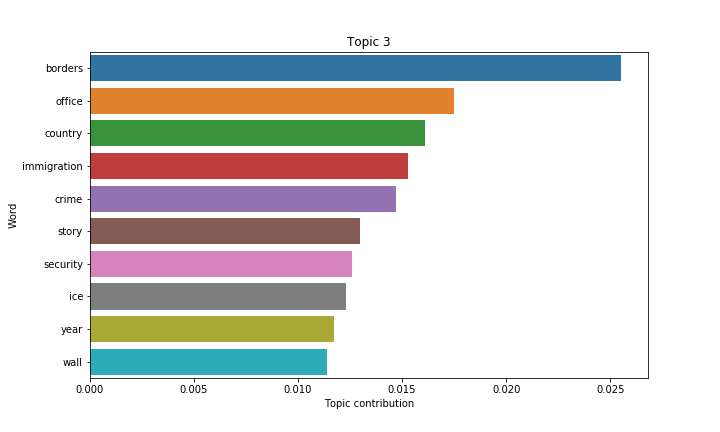 Topic 3
borders
office
country
immigration
crime
story
security
ice
year
wall
Word
0.000 0.005 0.010 0.015 0.020 0.025
Topic contribution